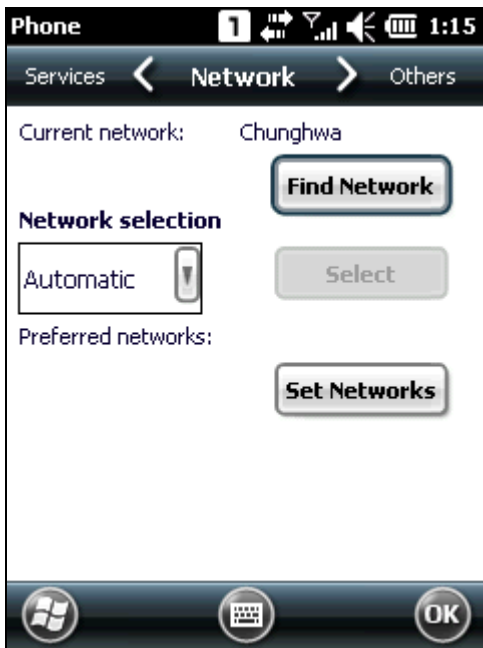 Phone 1 1:15
Services Network Others
Current network: Chunghwa
Find Network
Network selection
Automatic Select
Preferred networks:
Set Networks
OK